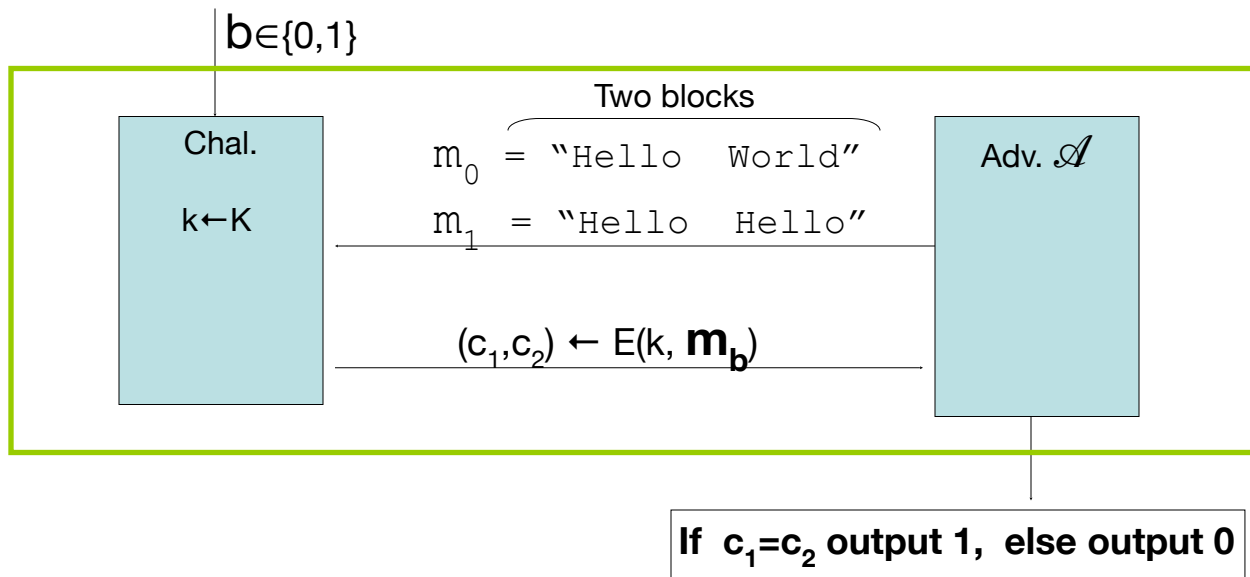 b∈{0,1}
Two blocks
Chal.
k←K
m₀ = “Hello World”
m₁ = “Hello Hello”
Adv. 𝒜
(c₁,c₂) ← E(k, m_b)
If c₁=c₂ output 1, else output 0